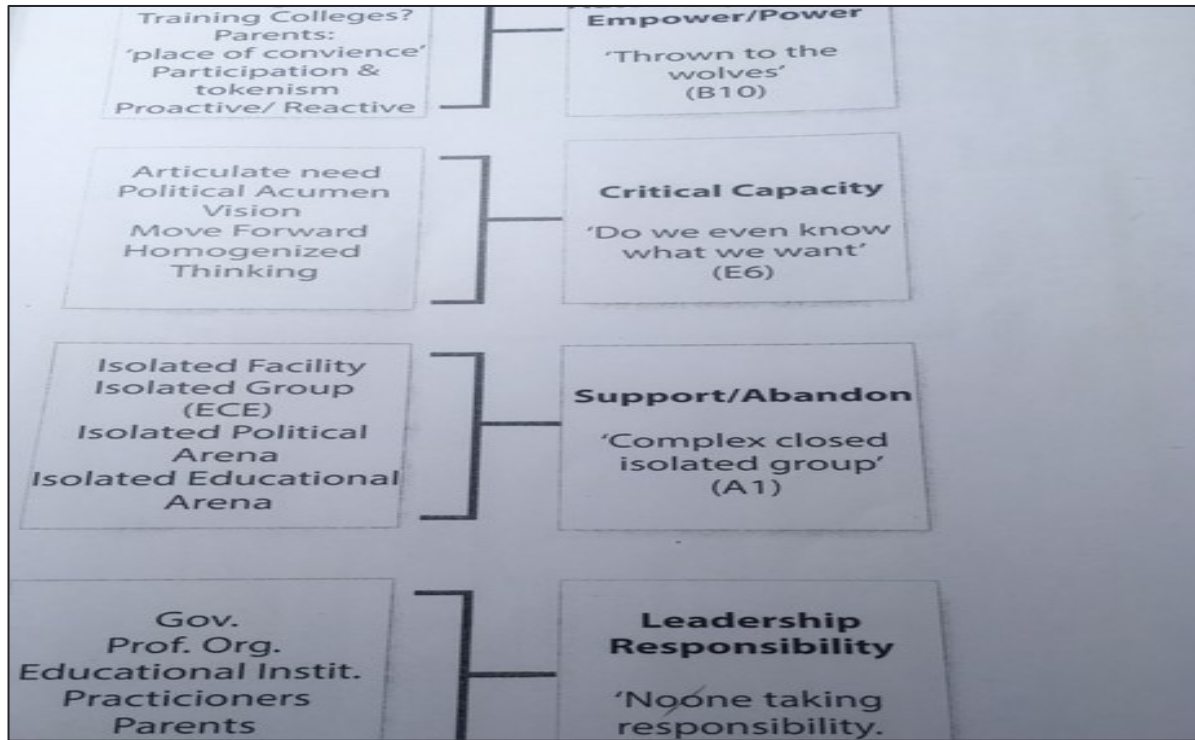 Training Colleges?
Parents:
'place of convience'
Participation &
tokenism
Proactive/ Reactive
Empower/Power
'Thrown to the
wolves'
(B10)
Articulate need
Political Acumen
Vision
Move Forward
Homogenized
Thinking
Critical Capacity
'Do we even know
what we want'
(E6)
Isolated Facility
Isolated Group
(ECE)
Isolated Political
Arena
Isolated Educational
Arena
Support/Abandon
'Complex closed
isolated group'
(A1)
Gov.
Prof. Org.
Educational Instit.
Practicioners
Parents
Leadership
Responsibility
'Noone taking
responsibility.